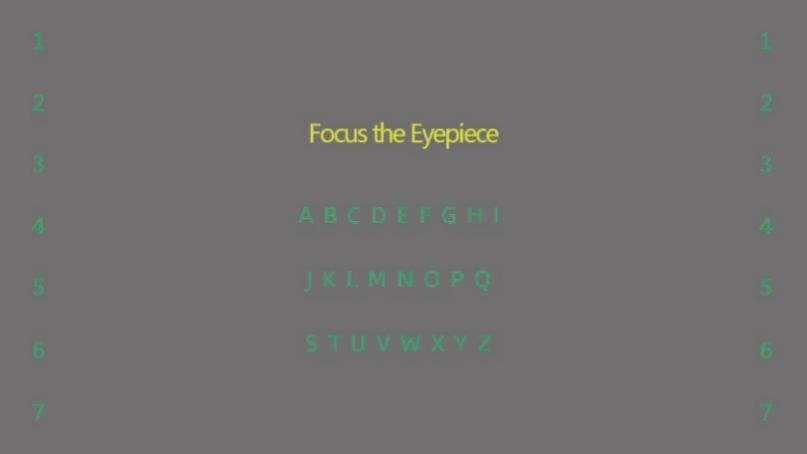 1 1
2 2
Focus the Eyepiece
3 3
A B C D E F G H I
4 4
J K L M N O P Q
5 5
S T U V W X Y Z
6 6
7 7